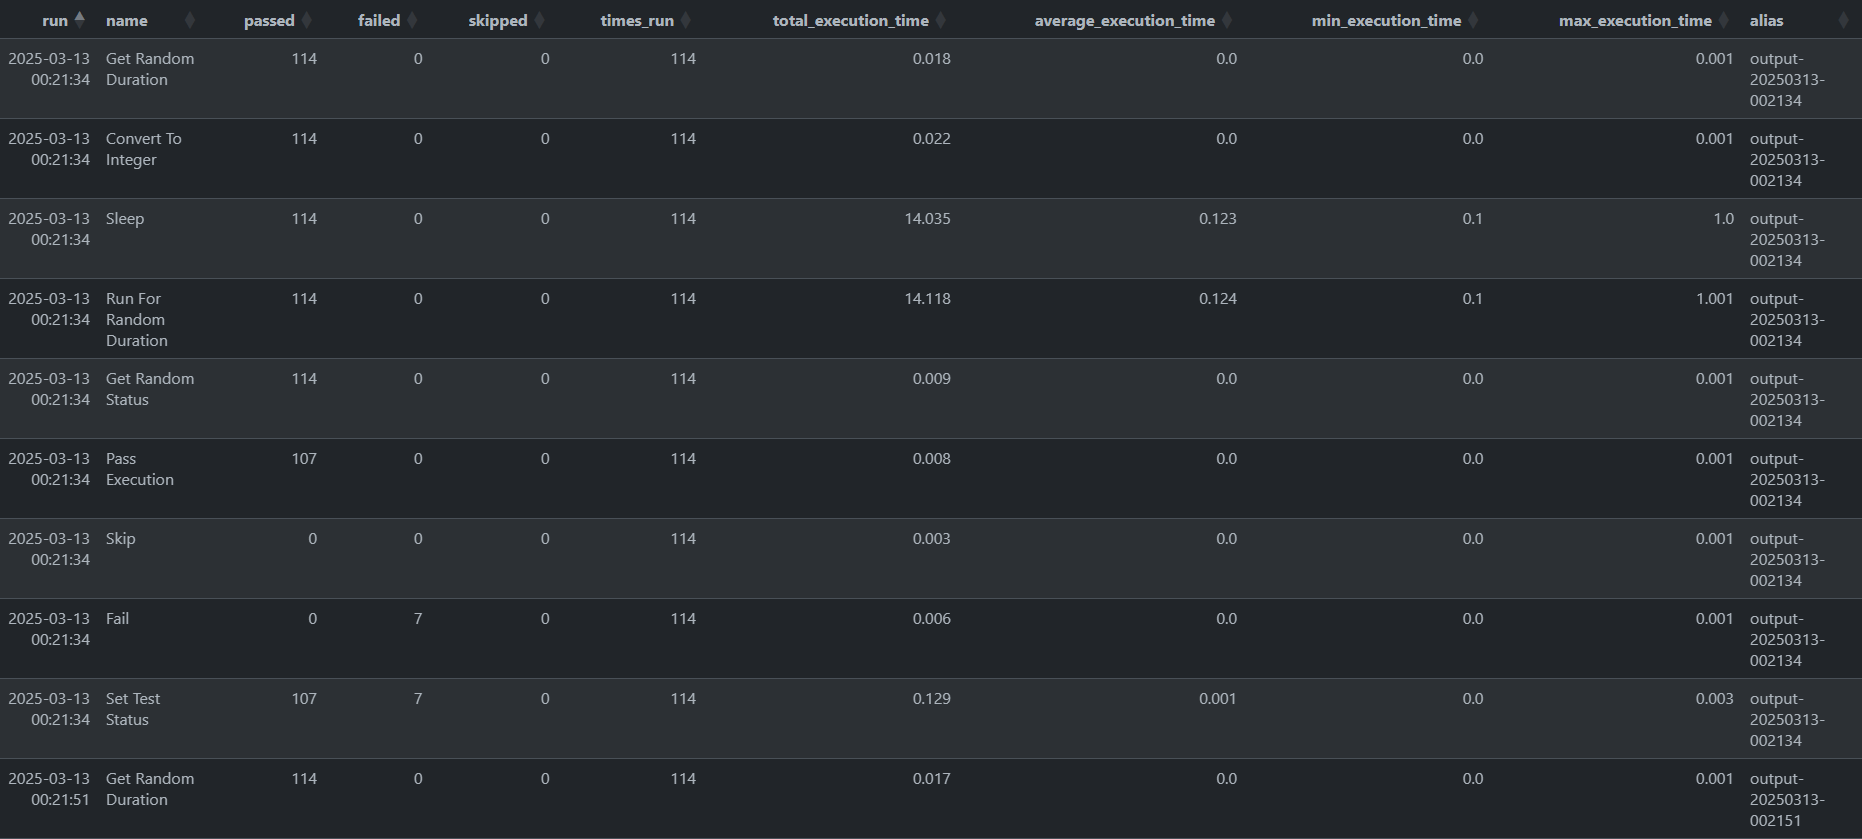 run name passed failed skipped times_run total_execution_time average_execution_time min_execution_time max_execution_time alias
2025-03-13 Get Random 114 0 0 114 0.018 0.0 0.0 0.001 output-
00:21:34 Duration 20250313-
002134
2025-03-13 Convert To 114 0 0 114 0.022 0.0 0.0 0.001 output-
00:21:34 Integer 20250313-
002134
2025-03-13 Sleep 114 0 0 114 14.035 0.123 0.1 1.0 output-
00:21:34 20250313-
002134
2025-03-13 Run For 114 0 0 114 14.118 0.124 0.1 1.001 output-
00:21:34 Random 20250313-
Duration 002134
2025-03-13 Get Random 114 0 0 114 0.009 0.0 0.0 0.001 output-
00:21:34 Status 20250313-
002134
2025-03-13 Pass 107 0 0 114 0.008 0.0 0.0 0.001 output-
00:21:34 Execution 20250313-
002134
2025-03-13 Skip 0 0 0 114 0.003 0.0 0.0 0.001 output-
00:21:34 20250313-
002134
2025-03-13 Fail 0 7 0 114 0.006 0.0 0.0 0.001 output-
00:21:34 20250313-
002134
2025-03-13 Set Test 107 7 0 114 0.129 0.001 0.0 0.003 output-
00:21:34 Status 20250313-
002134
2025-03-13 Get Random 114 0 0 114 0.017 0.0 0.0 0.001 output-
00:21:51 Duration 20250313-
002151